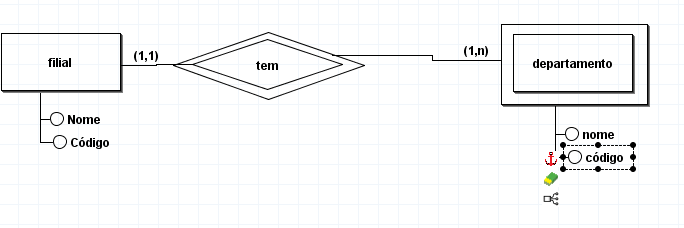 filial
(1,1)
tem
(1,n)
departamento
Nome
Código
nome
código